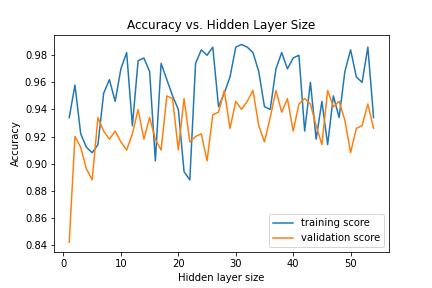 Accuracy vs. Hidden Layer Size
0.98
0.96
0.94
0.92
0.90
0.88
0.86
0.84
Accuracy
training score
validation score
0 10 20 30 40 50
Hidden layer size